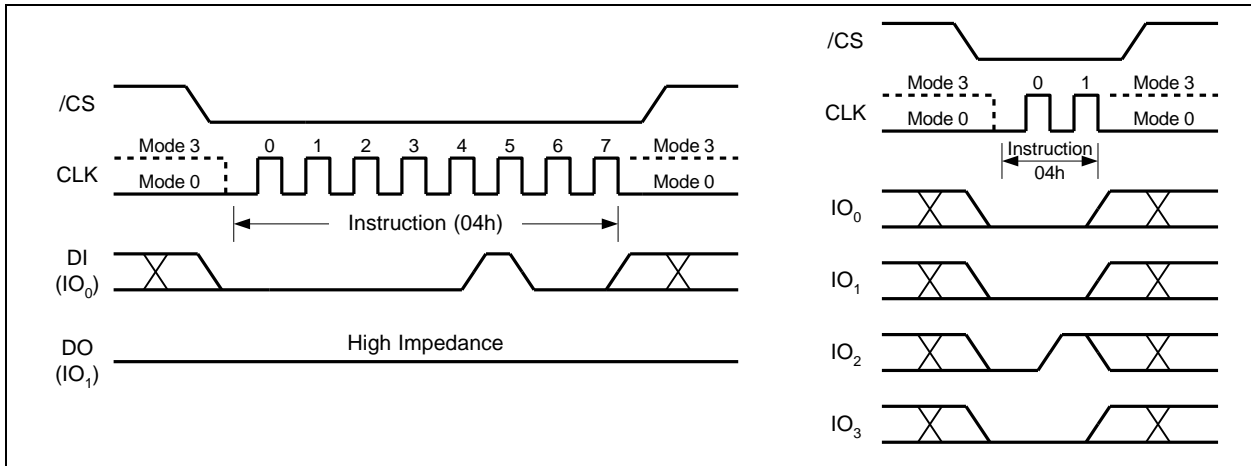 /CS
Mode 3
0 1 2 3 4 5 6 7
Mode 3
CLK
Mode 0
Mode 0
Instruction (04h)
DI
(IO0)
DO
(IO1)
High Impedance
/CS
Mode 3
0 1
Mode 3
CLK
Mode 0
Mode 0
Instruction
04h
IO0
IO1
IO2
IO3